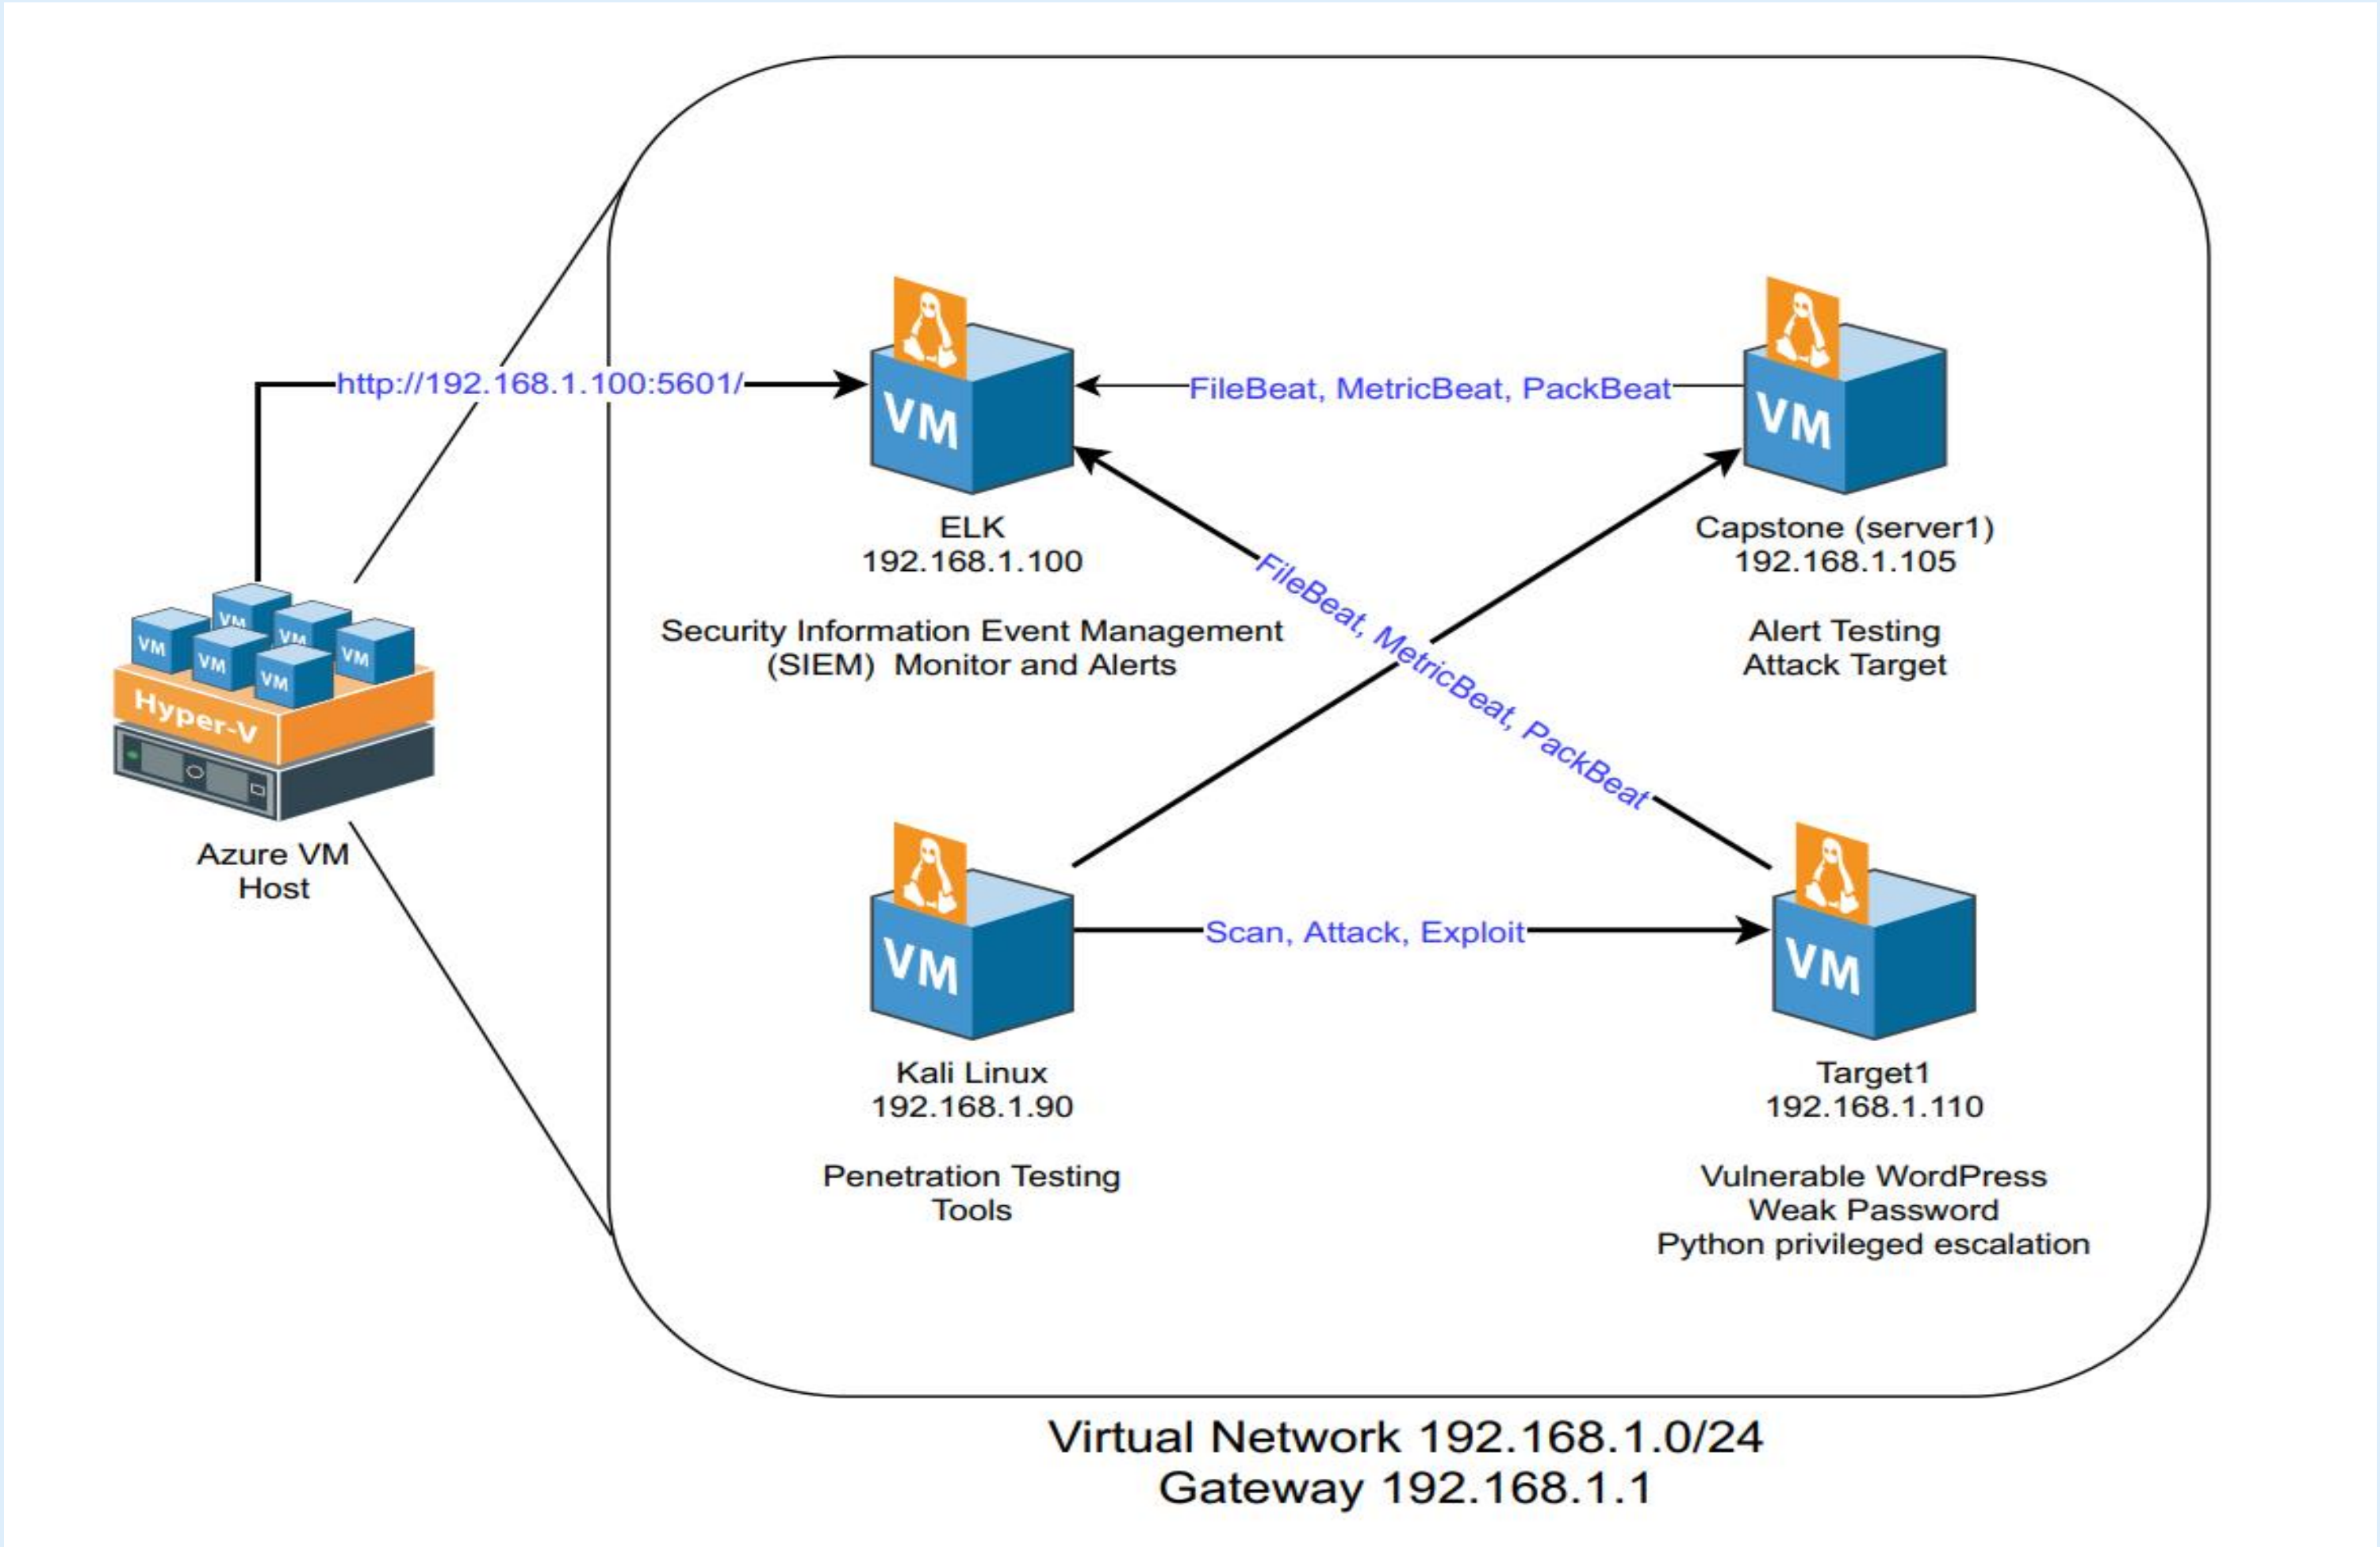 http://192.168.1.100:5601/
VM
VM
FileBeat, MetricBeat, PackBeat
ELK
192.168.1.100
Security Information Event Management
(SIEM)  Monitor and Alerts
Capstone (server1)
192.168.1.105
Alert Testing
Attack Target
FileBeat, MetricBeat, PackBeat
VM
VM
VM
VM
VM
VM
Hyper-V
Azure VM
Host
VM
VM
Scan, Attack, Exploit
Kali Linux
192.168.1.90
Penetration Testing
Tools
Target1
192.168.1.110
Vulnerable WordPress
Weak Password
Python privileged escalation
Virtual Network 192.168.1.0/24
Gateway 192.168.1.1